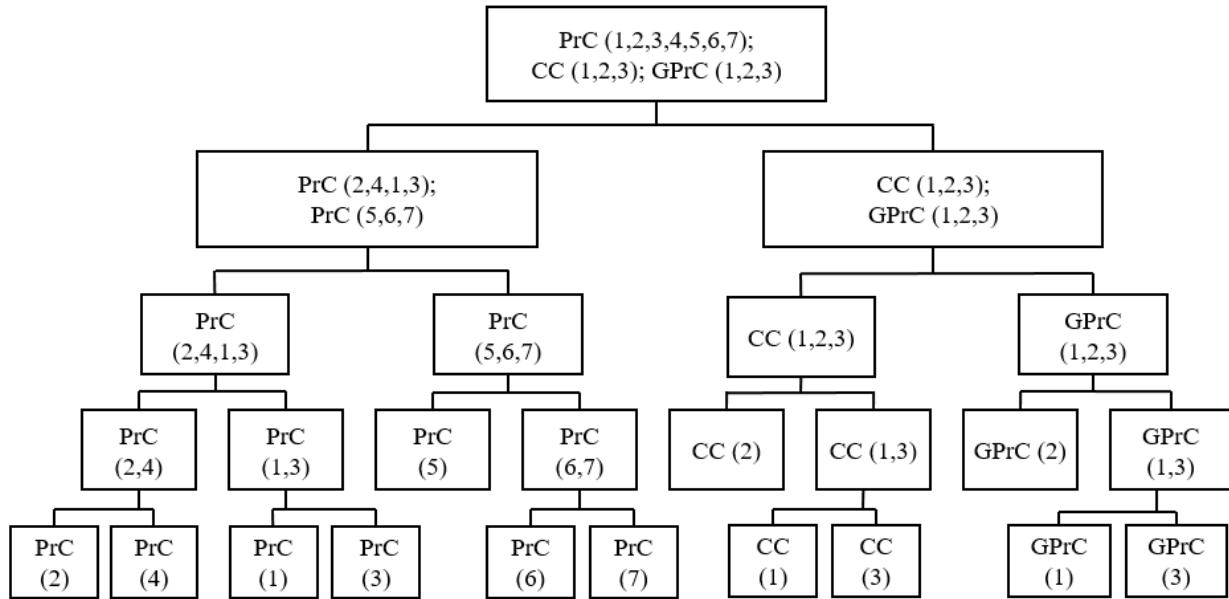 PrC (1,2,3,4,5,6,7);
CC (1,2,3); GPrC (1,2,3)
PrC (2,4,1,3);
PrC (5,6,7)
CC (1,2,3);
GPrC (1,2,3)
PrC
(2,4,1,3)
PrC
(5,6,7)
CC (1,2,3)
GPrC
(1,2,3)
PrC
(2,4)
PrC
(1,3)
PrC
(5)
PrC
(6,7)
CC (2)
CC (1,3)
GPrC (2)
GPrC
(1,3)
PrC
(2)
PrC
(4)
PrC
(1)
PrC
(3)
PrC
(6)
PrC
(7)
CC
(1)
CC
(3)
GPrC
(1)
GPrC
(3)